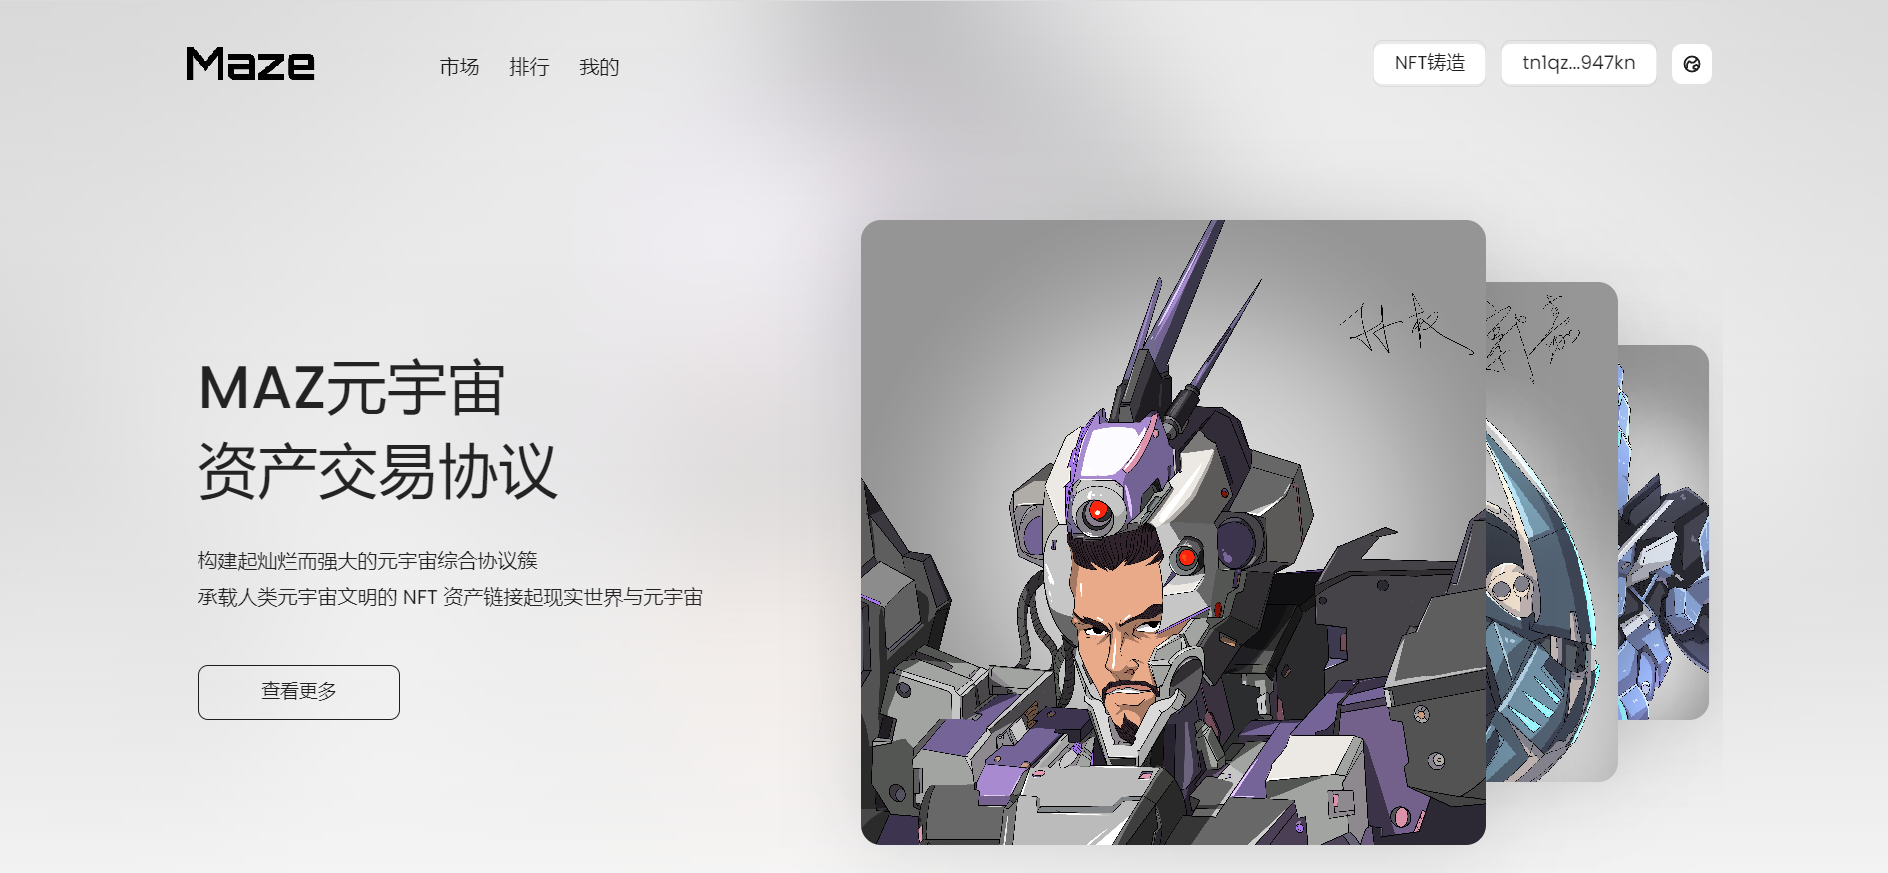 Maze
市场 排行 我的
NFT铸造 tn1qz...947kn
MAZ元宇宙
资产交易协议
构建起灿烂而强大的元宇宙综合协议簇
承载人类元宇宙文明的 NFT 资产链接起现实世界与元宇宙
查看更多